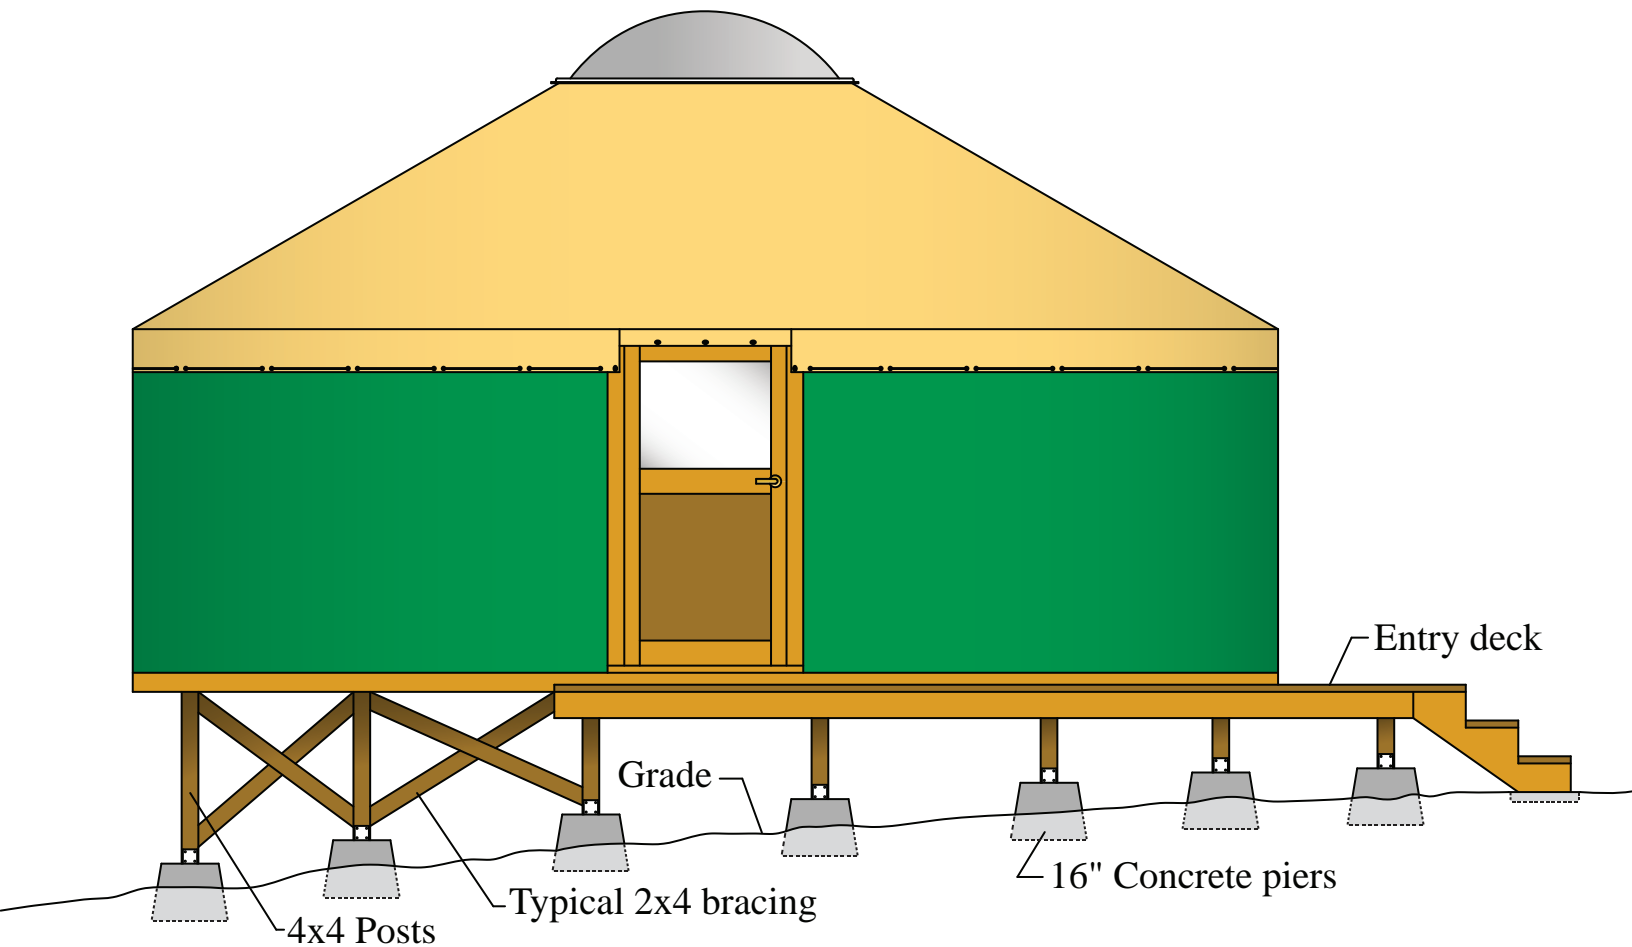 Entry deck
Grade
16" Concrete piers
Typical 2x4 bracing
4x4 Posts